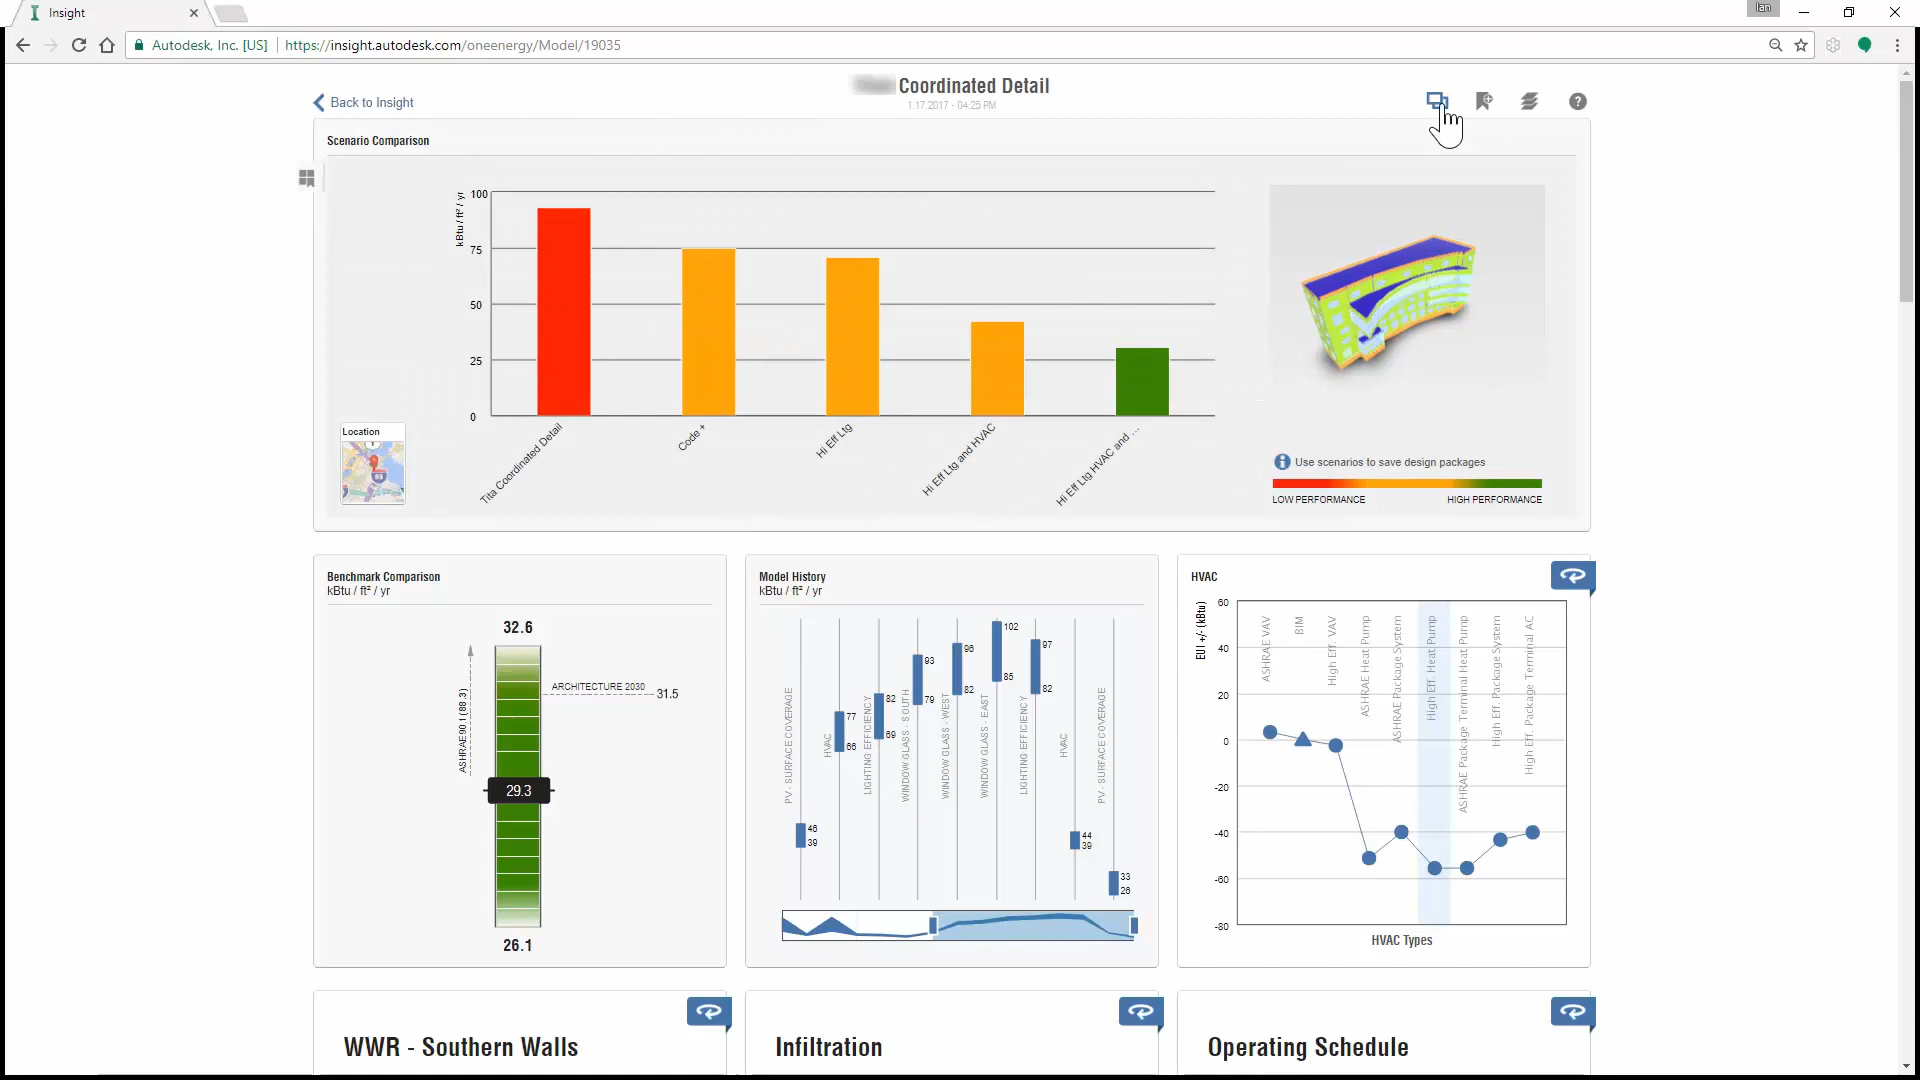 Insight
Ian
Autodesk, Inc. [US]
https://insight.autodesk.com/oneenergy/Model/19035
Coordinated Detail
1.17.2017 - 04:25 PM
Back to Insight
?
Scenario Comparison
kBtu / ft² / yr
100
75
50
25
0
Tita Coordinated Detail
Code +
Hi Eff Ltg
Hi Eff Ltg and HVAC
Hi Eff Ltg HVAC and ...
Location
Use scenarios to save design packages
LOW PERFORMANCE
HIGH PERFORMANCE
Benchmark Comparison
kBtu / ft² / yr
32.6
ASHRAE90.1 (88.3)
ARCHITECTURE 2030
31.5
29.3
26.1
Model History
kBtu / ft² / yr
PV - SURFACE COVERAGE
46
39
HVAC
77
66
LIGHTING EFFICIENCY
82
69
WINDOW GLASS - SOUTH
93
79
WINDOW GLASS - WEST
96
82
WINDOW GLASS - EAST
102
85
LIGHTING EFFICIENCY
97
82
HVAC
44
39
PV - SURFACE COVERAGE
33
26
HVAC
EUI +/- (kBtu)
60
40
20
0
-20
-40
-60
-80
ASHRAE VAV
BIM
High Eff. VAV
ASHRAE Heat Pump
ASHRAE Package System
High Eff. Heat Pump
ASHRAE Package Terminal Heat Pump
High Eff. Package System
High Eff. Package Terminal AC
HVAC Types
WWR - Southern Walls
Infiltration
Operating Schedule